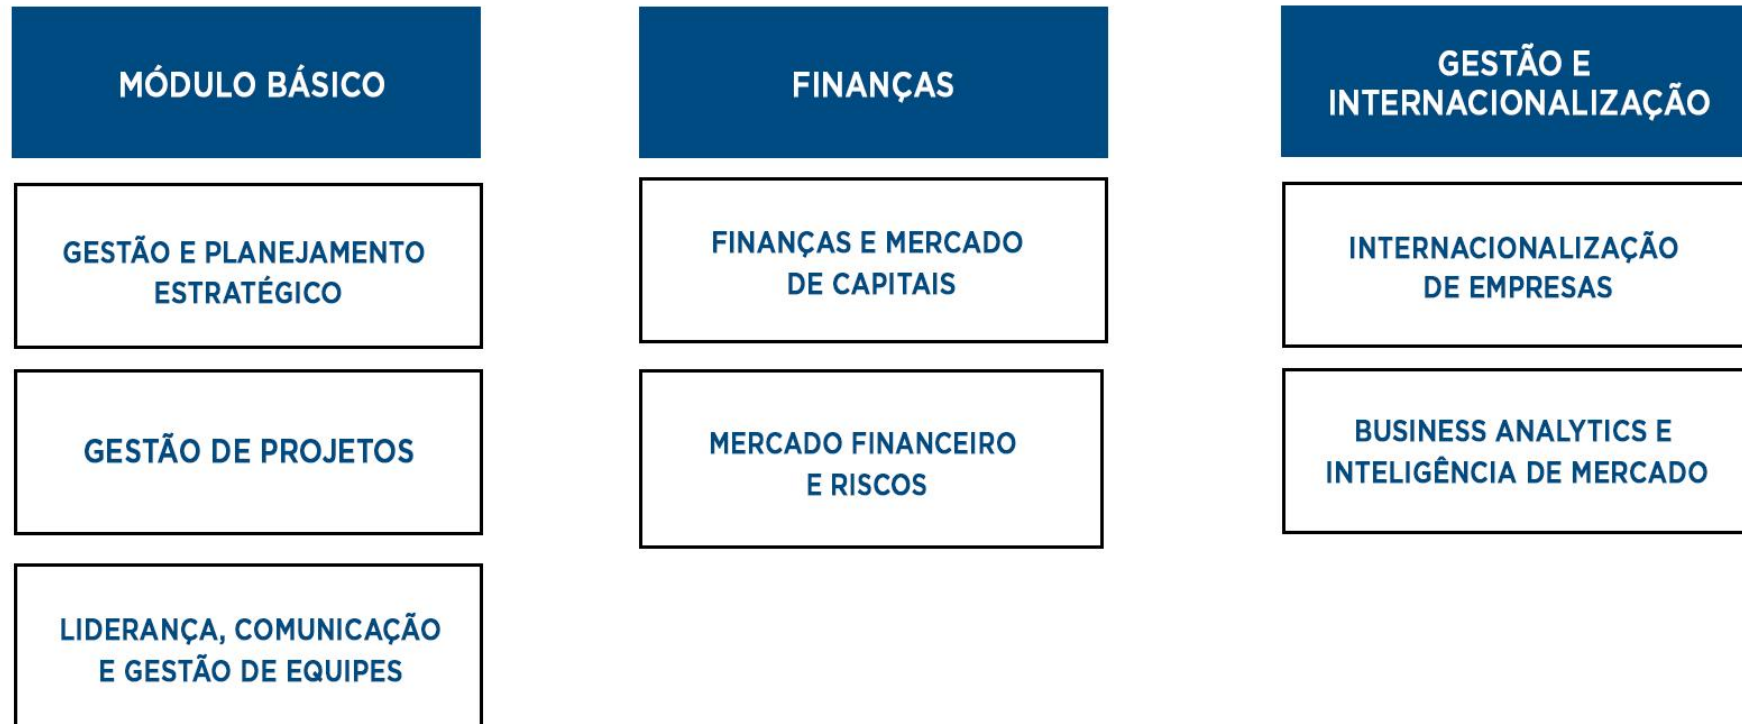 MÓDULO BÁSICO
GESTÃO E PLANEJAMENTO
ESTRATÉGICO
GESTÃO DE PROJETOS
LIDERANÇA, COMUNICAÇÃO
E GESTÃO DE EQUIPES
FINANÇAS
FINANÇAS E MERCADO
DE CAPITAIS
MERCADO FINANCEIRO
E RISCOS
GESTÃO E
INTERNACIONALIZAÇÃO
INTERNACIONALIZAÇÃO
DE EMPRESAS
BUSINESS ANALYTICS E
INTELIGÊNCIA DE MERCADO